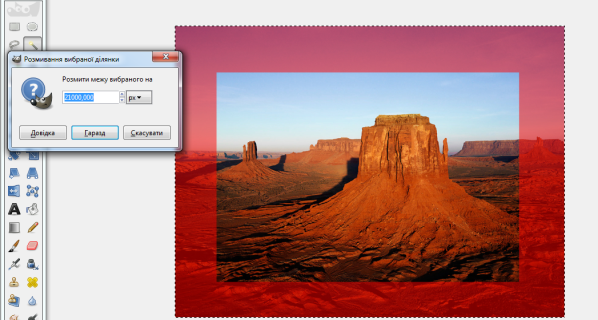 Розмивання вибраної ділянки
Розмити межу вибраного на
21000,000 px
Довідка Гаразд Скасувати